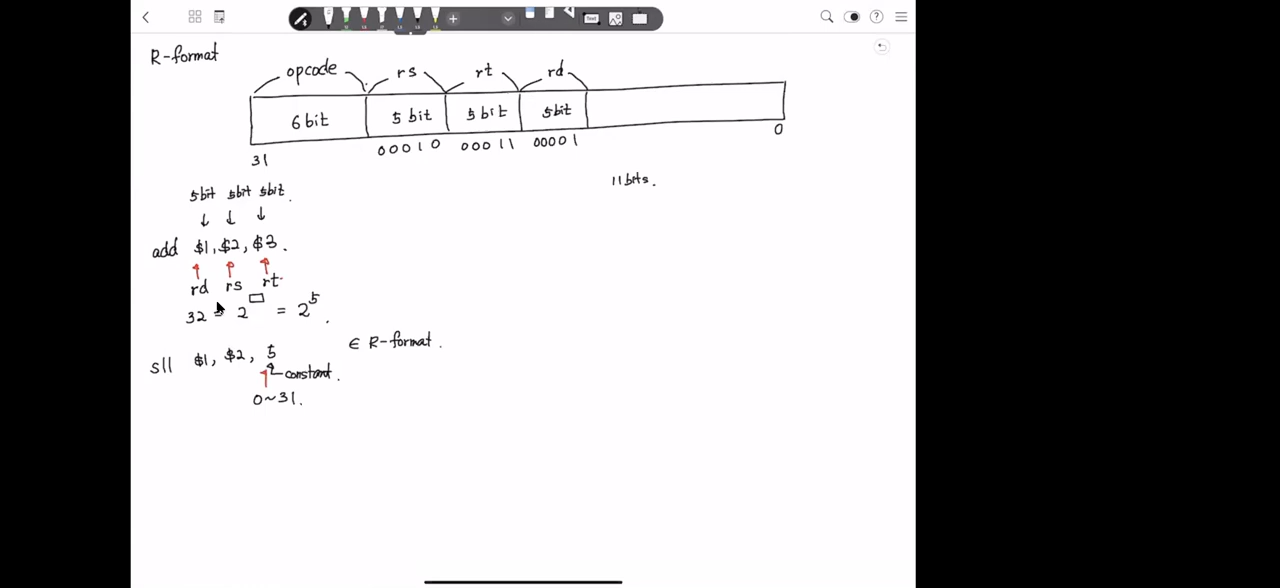 R-format
opcode rs rt rd
6 bit 5 bit 5 bit 5bit
31 0
00010 00011 00001
11 bits.
5bit 5bit 5bit.
add $1, $2, $3.
rd rs rt
32 = 2□ = 2^5.
sll $1, $2, 5 ∈ R-format.
constant.
0~31.